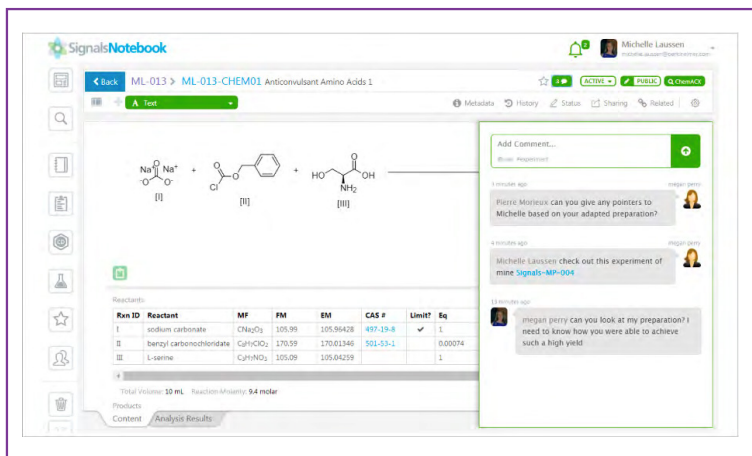 SignalsNotebook
2
Michelle Laussen
Back
ML-013 > ML-013-CHEM01 Anticonvulsant Amino Acids 1
3
ACTIVE
PUBLIC
ChemACX
A Text
Metadata
History
Status
Sharing
Related
Na⁺ Na⁺
O
⁻O O⁻
[I]
+
O
Cl O
[II]
+
O
HO OH
NH₂
[III]
Add Comment...
3 minutes ago
megan perry
Pierre Morieux can you give any pointers to
Michelle based on your adapted preparation?
4 minutes ago
megan perry
Michelle Laussen check out this experiment of
mine Signals-MP-004
13 minutes ago
megan perry can you look at my preparation? I
need to know how you were able to achieve
such a high yield
Reactants
Rxn ID Reactant MF FM EM CAS # Limit? Eq
I sodium carbonate CNa₂O₃ 105.99 105.96428 497-19-8 ✔ 1
II benzyl carbonochloridate C₈H₇ClO₂ 170.59 170.01346 501-53-1 0.00074
III L-serine C₃H₇NO₃ 105.09 105.04259 1
Total Volume: 10 mL Reaction Molarity: 9.4 molar
Products
Content
Analysis Results